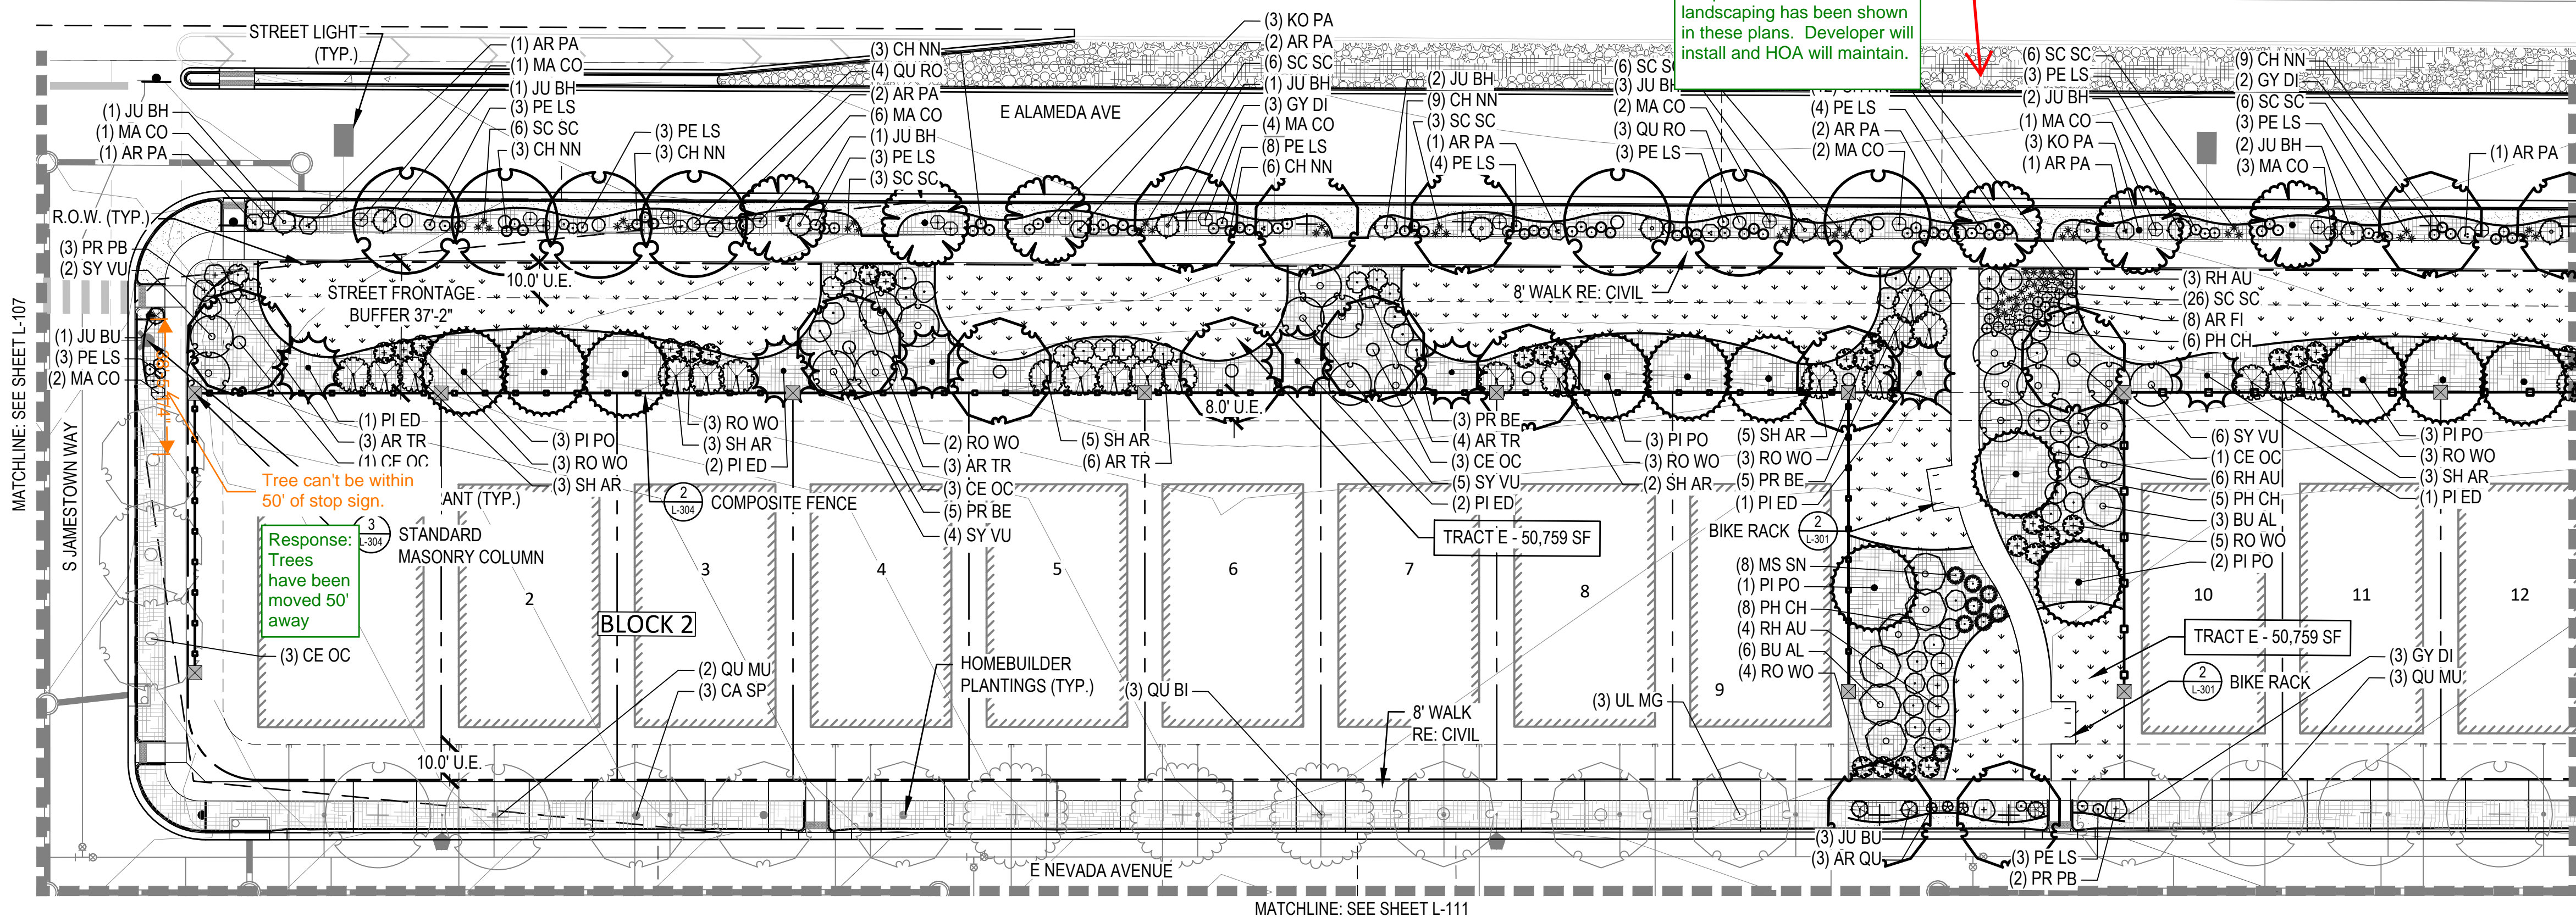 STREET LIGHT
(TYP.)
(1) AR PA
(1) MA CO
(1) JU BH
(3) PE LS
(6) SC SC
(3) CH NN
(1) JU BH
(1) MA CO
(1) AR PA
(3) PE LS
(3) CH NN
(3) CH NN
(4) QU RO
(2) AR PA
(6) MA CO
(1) JU BH
(3) PE LS
(3) SC SC
E ALAMEDA AVE
(3) KO PA
(2) AR PA
(6) SC SC
(1) JU BH
(3) GY DI
(4) MA CO
(8) PE LS
(6) CH NN
(2) JU BH
(9) CH NN
(3) SC SC
(1) AR PA
(4) PE LS
landscaping has been shown
in these plans. Developer will
install and HOA will maintain.
(6) SC SC
(3) JU BH
(2) MA CO
(3) QU RO
(3) PE LS
(4) PE LS
(2) AR PA
(2) MA CO
(6) SC SC
(3) PE LS
(2) JU BH
(1) MA CO
(3) KO PA
(1) AR PA
(9) CH NN
(2) GY DI
(6) SC SC
(3) PE LS
(2) JU BH
(3) MA CO
(1) AR PA
R.O.W. (TYP.)
(3) PR PB
(2) SY VU
(1) JU BU
(3) PE LS
(2) MA CO
STREET FRONTAGE
BUFFER 37'-2"
10.0' U.E.
8' WALK RE: CIVIL
(3) RH AU
(26) SC SC
(8) AR FI
(6) PH CH
8.0' U.E.
(1) PI ED
(3) AR TR
(1) CE OC
(3) PI PO
(3) RO WO
(3) SH AR
(3) RO WO
(3) SH AR
(2) PI ED
(2) RO WO
(3) AR TR
(3) CE OC
(5) PR BE
(4) SY VU
(5) SH AR
(6) AR TR
(3) PR BE
(4) AR TR
(3) CE OC
(5) SY VU
(2) PI ED
(3) PI PO
(3) RO WO
(2) SH AR
(5) SH AR
(3) RO WO
(5) PR BE
(1) PI ED
(6) SY VU
(1) CE OC
(6) RH AU
(5) PH CH
(3) BU AL
(5) RO WO
(2) PI PO
(3) PI PO
(3) RO WO
(3) SH AR
(1) PI ED
MATCHLINE: SEE SHEET L-107
S JAMESTOWN WAY
Tree can't be within
50' of stop sign.
ANT (TYP.)
Response:
Trees
have been
moved 50'
away
3
L-304
STANDARD
MASONRY COLUMN
2
L-304
COMPOSITE FENCE
TRACT E - 50,759 SF
BIKE RACK
2
L-301
(8) MS SN
(1) PI PO
(8) PH CH
(4) RH AU
(6) BU AL
(4) RO WO
2
3
4
5
6
7
8
9
10
11
12
BLOCK 2
TRACT E - 50,759 SF
2
L-301
BIKE RACK
(3) CE OC
(2) QU MU
(3) CA SP
HOMEBUILDER
PLANTINGS (TYP.)
(3) QU BI
8' WALK
RE: CIVIL
(3) UL MG
(3) GY DI
(3) QU MU
10.0' U.E.
(3) JU BU
(3) AR QU
(3) PE LS
(2) PR PB
E NEVADA AVENUE
MATCHLINE: SEE SHEET L-111